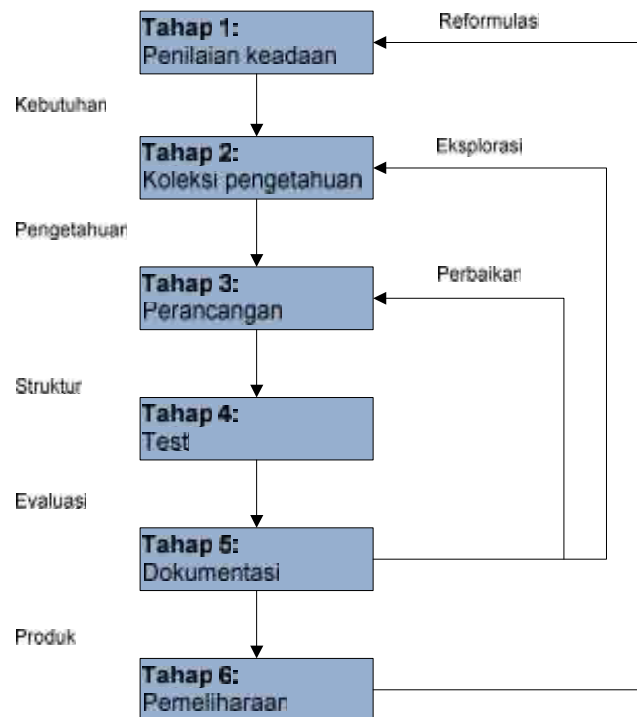 Reformulas
Tahap 1:
Penilaian keadaan
Kebutuhan
Eksplorasi
Tahap 2:
Koleksi pengetahuan
Pengetahuan
Perbaikan
Tahap 3:
Perancangan
Struktur
Tahap 4:
Test
Evaluasi
Tahap 5:
Dokumentasi
Produk
Tahap 6:
Pemeliharaan